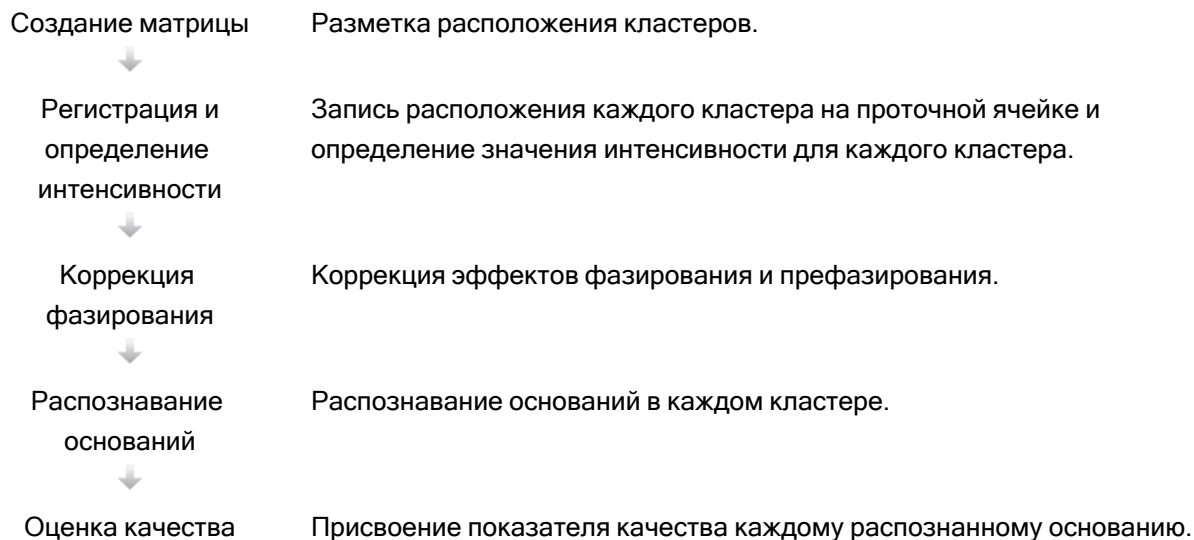 Создание матрицы
Разметка расположения кластеров.
Регистрация и
определение
интенсивности
Запись расположения каждого кластера на проточной ячейке и
определение значения интенсивности для каждого кластера.
Коррекция
фазирования
Коррекция эффектов фазирования и префазирования.
Распознавание
оснований
Распознавание оснований в каждом кластере.
Оценка качества
Присвоение показателя качества каждому распознанному основанию.